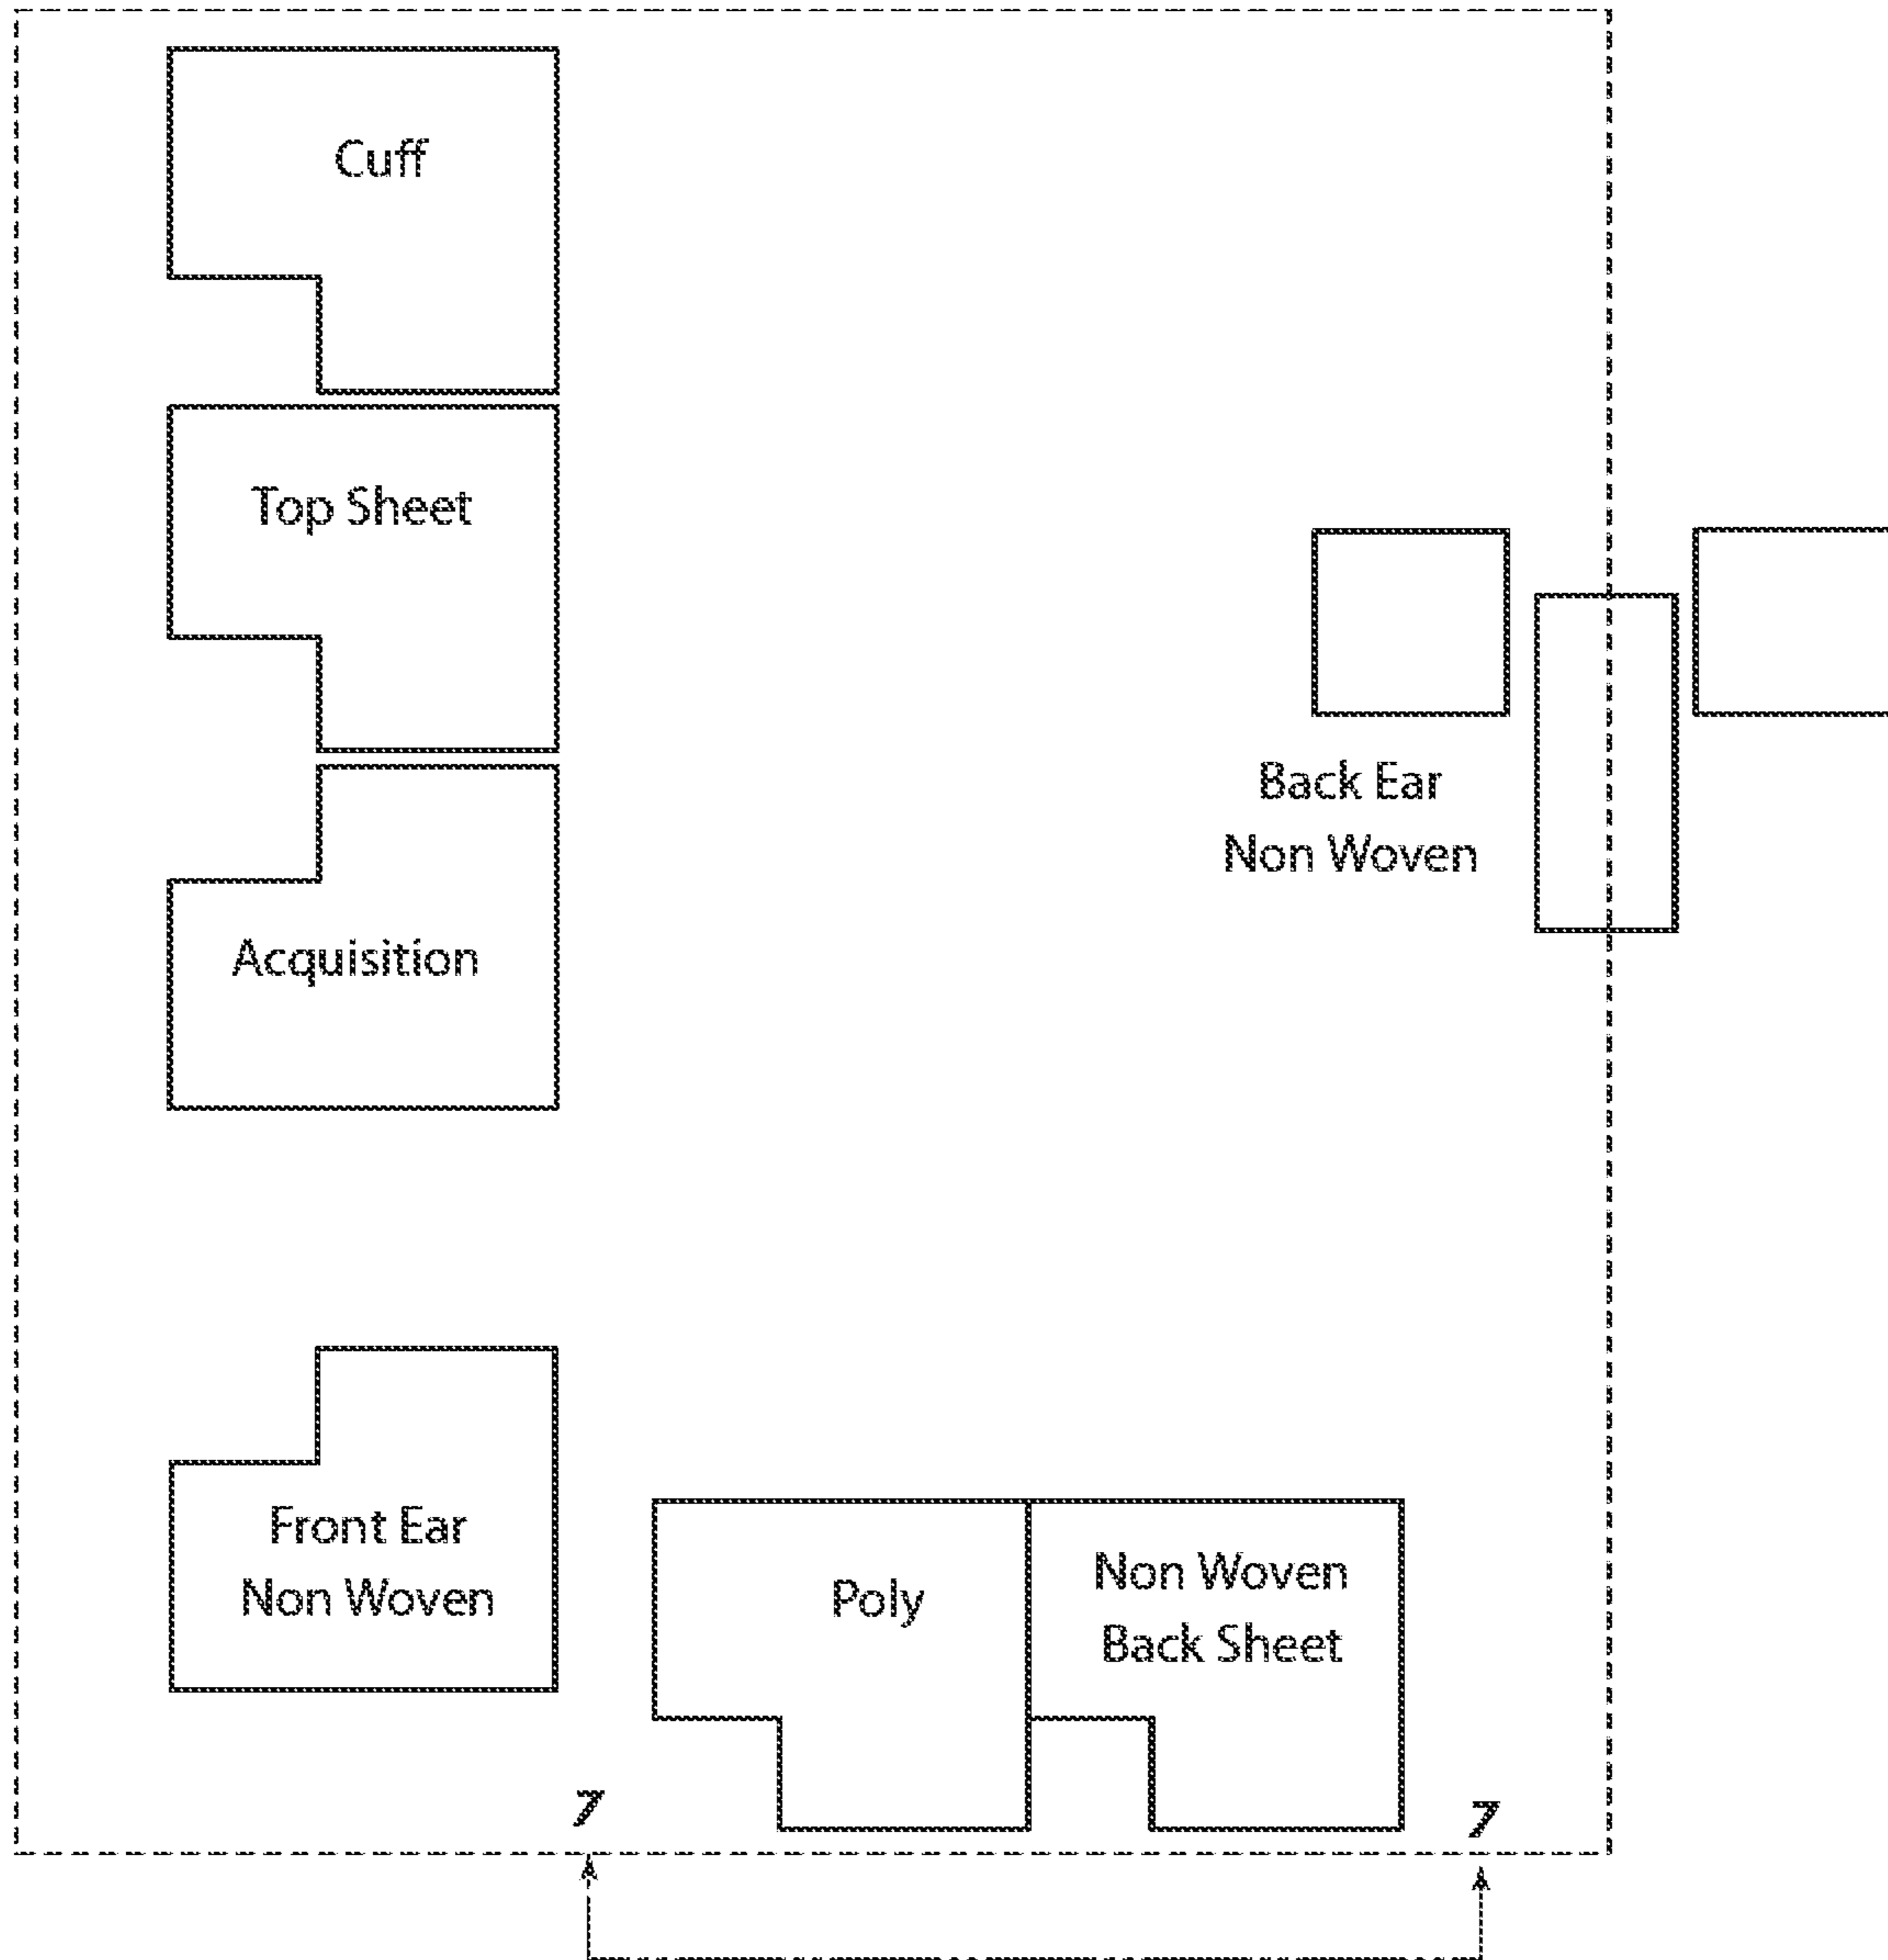 Cuff
Top Sheet
Back Ear
Non Woven
Acquisition
Front Ear
Non Woven
Poly
Non Woven
Back Sheet
7
7